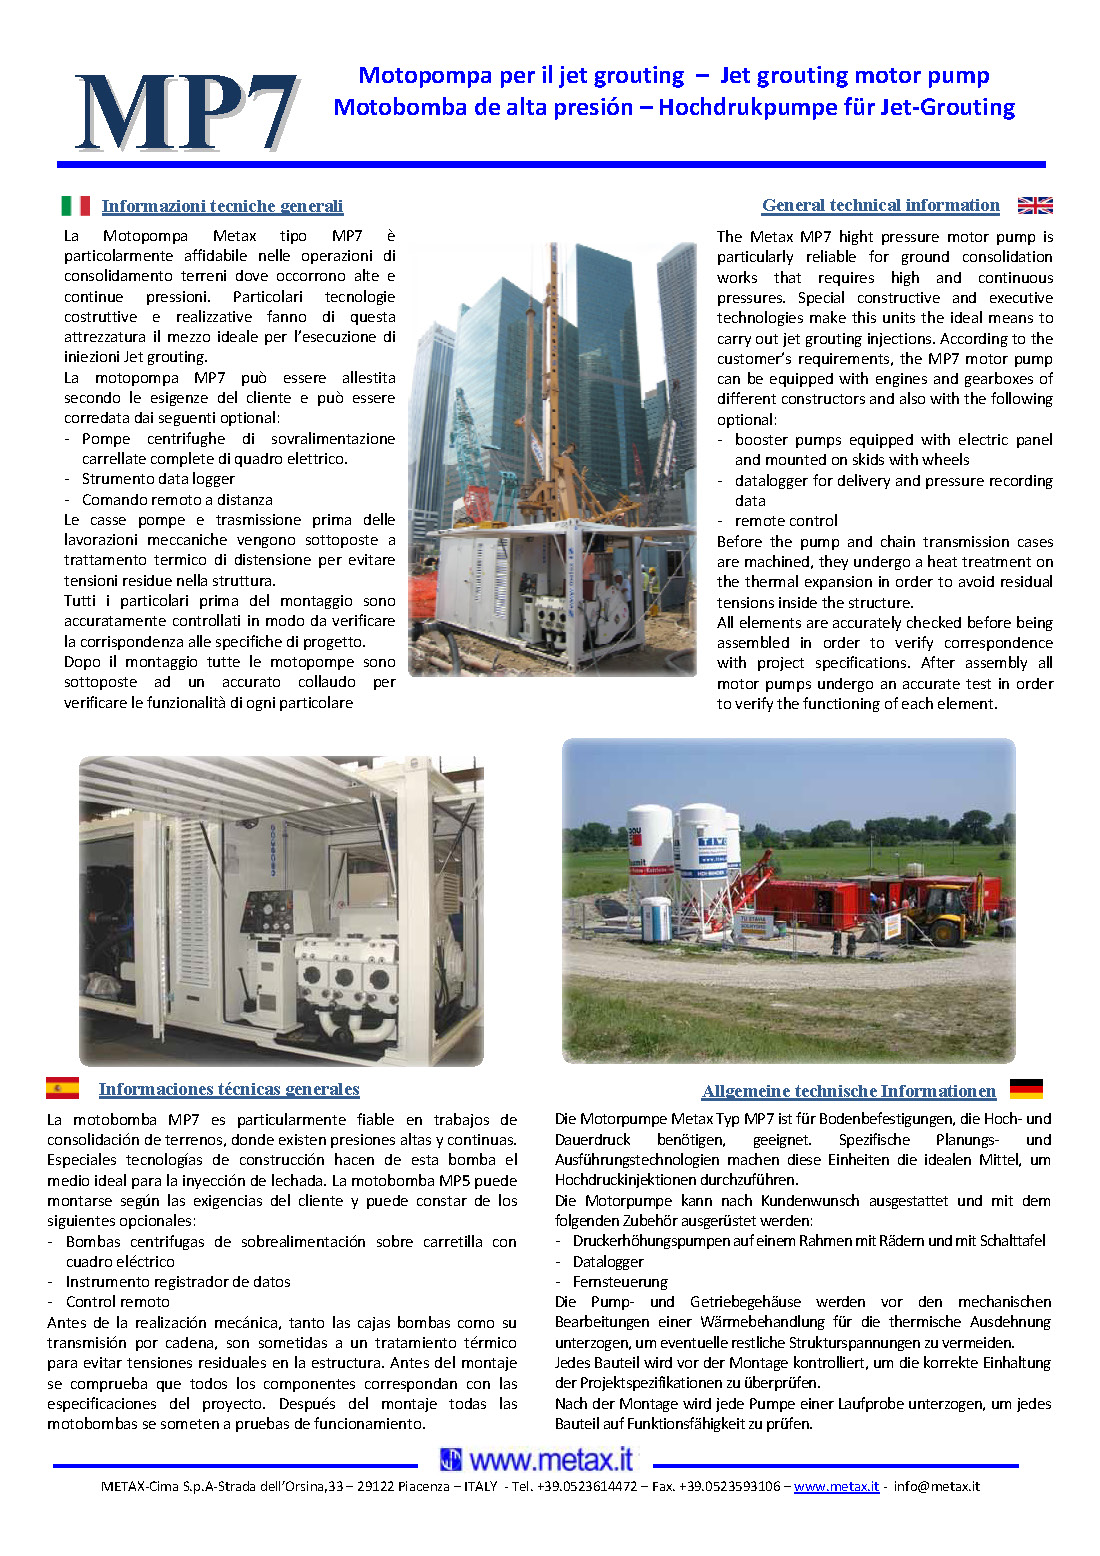 MP7
Motopompa per il jet grouting – Jet grouting motor pump
Motobomba de alta presión – Hochdrukpumpe für Jet-Grouting
Informazioni tecniche generali
La Motopompa Metax tipo MP7 è
particolarmente affidabile nelle operazioni di
consolidamento terreni dove occorrono alte e
continue pressioni. Particolari tecnologie
costruttive e realizzative fanno di questa
attrezzatura il mezzo ideale per l'esecuzione di
iniezioni Jet grouting.
La motopompa MP7 può essere allestita
secondo le esigenze del cliente e può essere
corredata dai seguenti optional:
- Pompe centrifughe di sovralimentazione
carrellate complete di quadro elettrico.
- Strumento data logger
- Comando remoto a distanza
Le casse pompe e trasmissione prima delle
lavorazioni meccaniche vengono sottoposte a
trattamento termico di distensione per evitare
tensioni residue nella struttura.
Tutti i particolari prima del montaggio sono
accuratamente controllati in modo da verificare
la corrispondenza alle specifiche di progetto.
Dopo il montaggio tutte le motopompe sono
sottoposte ad un accurato collaudo per
verificare le funzionalità di ogni particolare
General technical information
The Metax MP7 hight pressure motor pump is
particularly reliable for ground consolidation
works that requires high and continuous
pressures. Special constructive and executive
technologies make this units the ideal means to
carry out jet grouting injections. According to the
customer's requirements, the MP7 motor pump
can be equipped with engines and gearboxes of
different constructors and also with the following
optional:
- booster pumps equipped with electric panel
and mounted on skids with wheels
- datalogger for delivery and pressure recording
data
- remote control
Before the pump and chain transmission cases
are machined, they undergo a heat treatment on
the thermal expansion in order to avoid residual
tensions inside the structure.
All elements are accurately checked before being
assembled in order to verify correspondence
with project specifications. After assembly all
motor pumps undergo an accurate test in order
to verify the functioning of each element.
Informaciones técnicas generales
La motobomba MP7 es particularmente fiable en trabajos de
consolidación de terrenos, donde existen presiones altas y continuas.
Especiales tecnologías de construcción hacen de esta bomba el
medio ideal para la inyección de lechada. La motobomba MP5 puede
montarse según las exigencias del cliente y puede constar de los
siguientes opcionales:
- Bombas centrifugas de sobrealimentación sobre carretilla con
cuadro eléctrico
- Instrumento registrador de datos
- Control remoto
Antes de la realización mecánica, tanto las cajas bombas como su
transmisión por cadena, son sometidas a un tratamiento térmico
para evitar tensiones residuales en la estructura. Antes del montaje
se comprueba que todos los componentes correspondan con las
especificaciones del proyecto. Después del montaje todas las
motobombas se someten a pruebas de funcionamiento.
Allgemeine technische Informationen
Die Motorpumpe Metax Typ MP7 ist für Bodenbefestigungen, die Hoch- und
Dauerdruck benötigen, geeignet. Spezifische Planungs- und
Ausführungstechnologien machen diese Einheiten die idealen Mittel, um
Hochdruckinjektionen durchzuführen.
Die Motorpumpe kann nach Kundenwunsch ausgestattet und mit dem
folgenden Zubehör ausgerüstet werden:
- Druckerhöhungspumpen auf einem Rahmen mit Rädern und mit Schalttafel
- Datalogger
- Fernsteuerung
Die Pump- und Getriebegehäuse werden vor den mechanischen
Bearbeitungen einer Wärmebehandlung für die thermische Ausdehnung
unterzogen, um eventuelle restliche Strukturspannungen zu vermeiden.
Jedes Bauteil wird vor der Montage kontrolliert, um die korrekte Einhaltung
der Projektspezifikationen zu überprüfen.
Nach der Montage wird jede Pumpe einer Laufprobe unterzogen, um jedes
Bauteil auf Funktionsfähigkeit zu prüfen.
www.metax.it
METAX-Cima S.p.A-Strada dell'Orsina,33 – 29122 Piacenza – ITALY - Tel. +39.0523614472 – Fax. +39.0523593106 – www.metax.it - info@metax.it